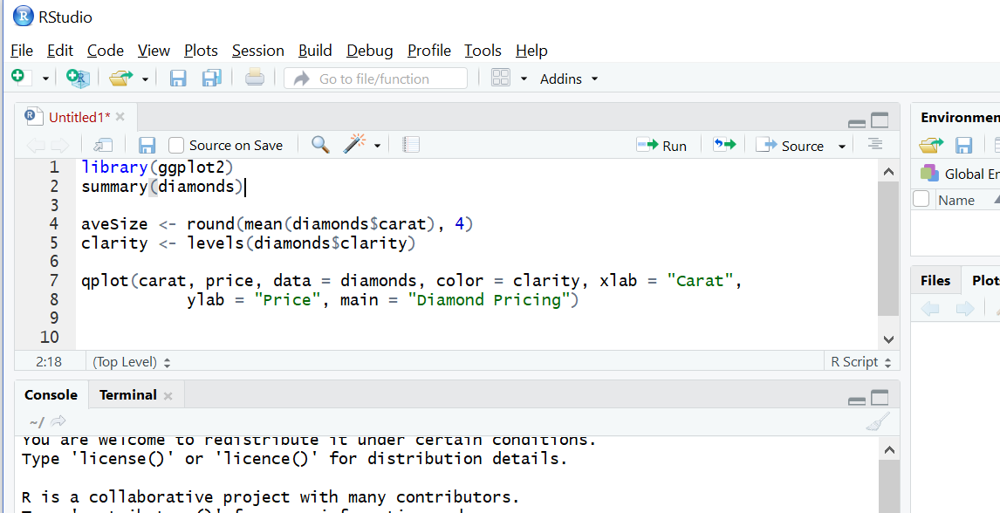 RStudio
File Edit Code View Plots Session Build Debug Profile Tools Help
Go to file/function Addins
Untitled1*
Source on Save Run Source
1 library(ggplot2)
2 summary(diamonds)
3
4 aveSize <- round(mean(diamonds$carat), 4)
5 clarity <- levels(diamonds$clarity)
6
7 qplot(carat, price, data = diamonds, color = clarity, xlab = "Carat",
8 ylab = "Price", main = "Diamond Pricing")
9
10
2:18 (Top Level) R Script
Console Terminal
~/
You are welcome to redistribute it under certain conditions.
Type 'license()' or 'licence()' for distribution details.
R is a collaborative project with many contributors.
Environmen
Global En
Name
Files Plot